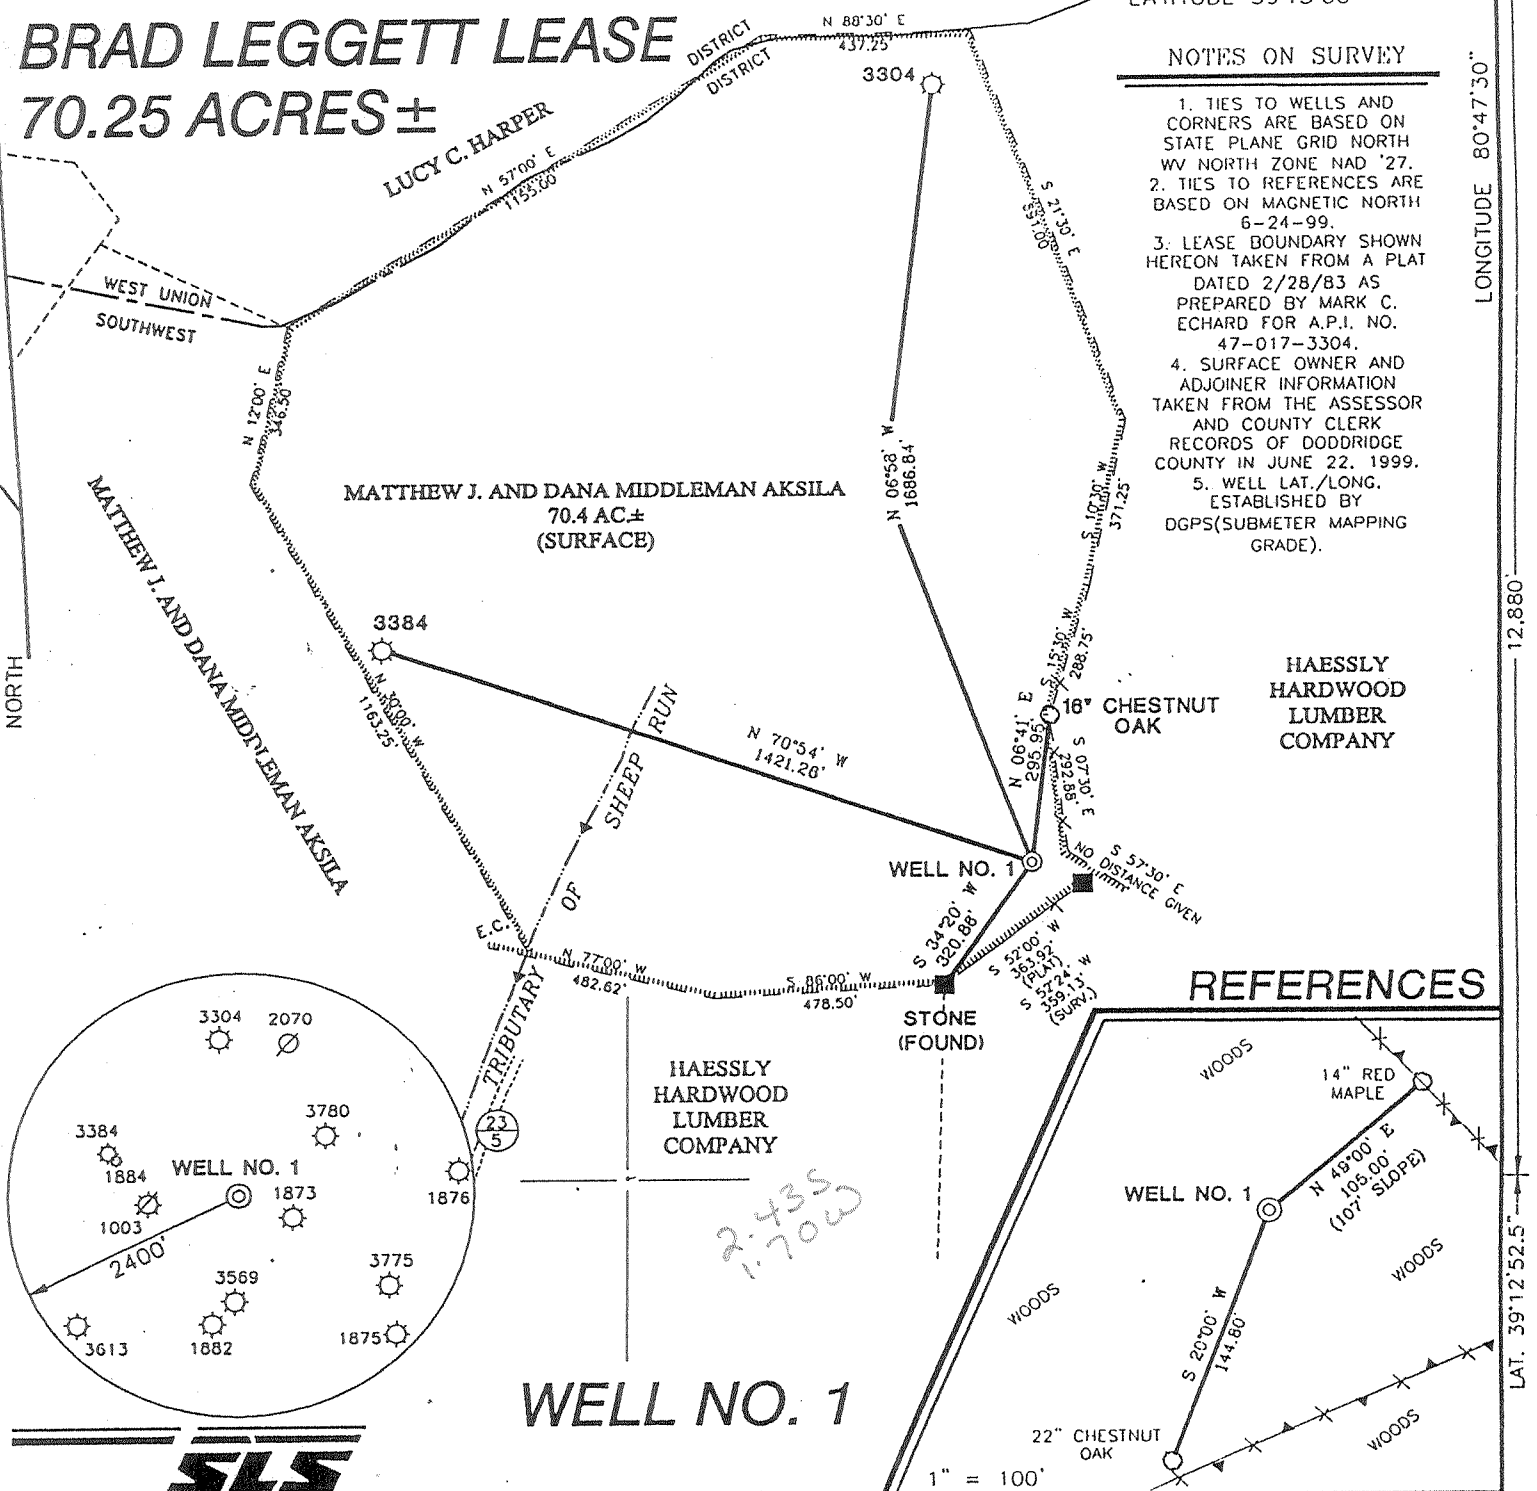 LATITUDE 39°15'00"
BRAD LEGGETT LEASE
70.25 ACRES±
DISTRICT
DISTRICT
N 88°30' E
437.25'
3304
LUCY C. HARPER
N 57°00' E
1155.00'
S 21°30' E
591.00'
NOTES ON SURVEY
1. TIES TO WELLS AND
CORNERS ARE BASED ON
STATE PLANE GRID NORTH
WV NORTH ZONE NAD '27.
2. TIES TO REFERENCES ARE
BASED ON MAGNETIC NORTH
6-24-99.
3. LEASE BOUNDARY SHOWN
HEREON TAKEN FROM A PLAT
DATED 2/28/83 AS
PREPARED BY MARK C.
ECHARD FOR A.P.I. NO.
47-017-3304.
4. SURFACE OWNER AND
ADJOINER INFORMATION
TAKEN FROM THE ASSESSOR
AND COUNTY CLERK
RECORDS OF DODDRIDGE
COUNTY IN JUNE 22, 1999.
5. WELL LAT./LONG.
ESTABLISHED BY
DGPS(SUBMETER MAPPING
GRADE).
LONGITUDE 80°47'30"
WEST UNION
SOUTHWEST
N 12°00' E
346.50'
MATTHEW J. AND DANA MIDDLEMAN AKSILA
70.4 AC.±
(SURFACE)
N 06°58' W
1686.84'
S 10°30' W
371.25'
MATTHEW J. AND DANA MIDDLEMAN AKSILA
NORTH
3384
N 30°00' W
1163.25'
TRIBUTARY OF SHEEP RUN
N 70°54' W
1421.26'
S 15°30' W
288.75'
N 06°41' E
295.95'
16" CHESTNUT
OAK
S 07°30' E
292.88'
HAESSLY
HARDWOOD
LUMBER
COMPANY
12,880'
WELL NO. 1
S 57°30' E
NO DISTANCE GIVEN
S 34°20' W
320.88'
S 52°00' W
363.92'
(PLAT)
S 57°24' W
359.13'
(SURV.)
E.C.
N 77°00' W
482.62'
S 86°00' W
478.50'
STONE
(FOUND)
REFERENCES
3304
2070
3780
3384
1884
WELL NO. 1
1873
1876
1003
2400'
3775
3569
3613
1882
1875
23
5
HAESSLY
HARDWOOD
LUMBER
COMPANY
2.43S
1.70W
WOODS
14" RED
MAPLE
N 49°00' E
105.00'
(107' SLOPE)
WELL NO. 1
WOODS
WOODS
S 20°00' W
144.80'
WOODS
22" CHESTNUT
OAK
1" = 100'
LAT. 39°12'52.5"
WELL NO. 1
SLS